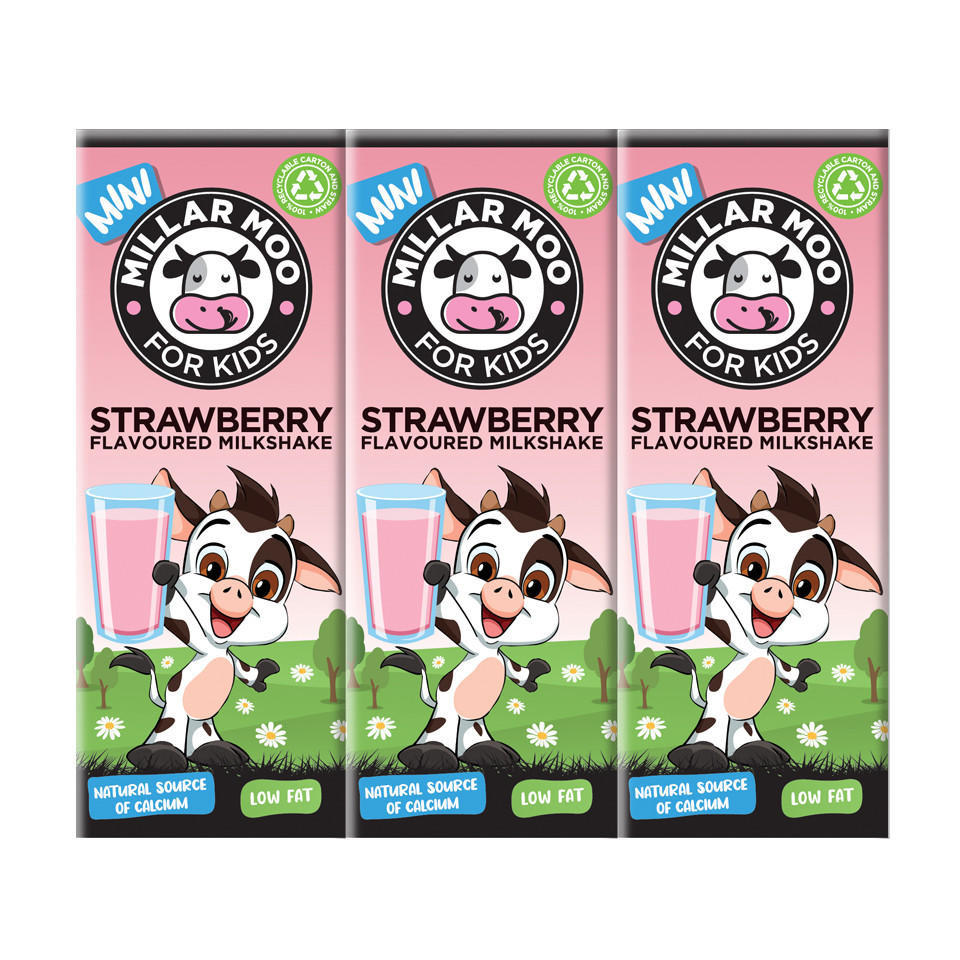 MINI
100% RECYCLABLE CARTON AND STRAW
MILLAR MOO
FOR KIDS
STRAWBERRY
FLAVOURED MILKSHAKE
NATURAL SOURCE
OF CALCIUM
LOW FAT
MINI
100% RECYCLABLE CARTON AND STRAW
MILLAR MOO
FOR KIDS
STRAWBERRY
FLAVOURED MILKSHAKE
NATURAL SOURCE
OF CALCIUM
LOW FAT
MINI
100% RECYCLABLE CARTON AND STRAW
MILLAR MOO
FOR KIDS
STRAWBERRY
FLAVOURED MILKSHAKE
NATURAL SOURCE
OF CALCIUM
LOW FAT